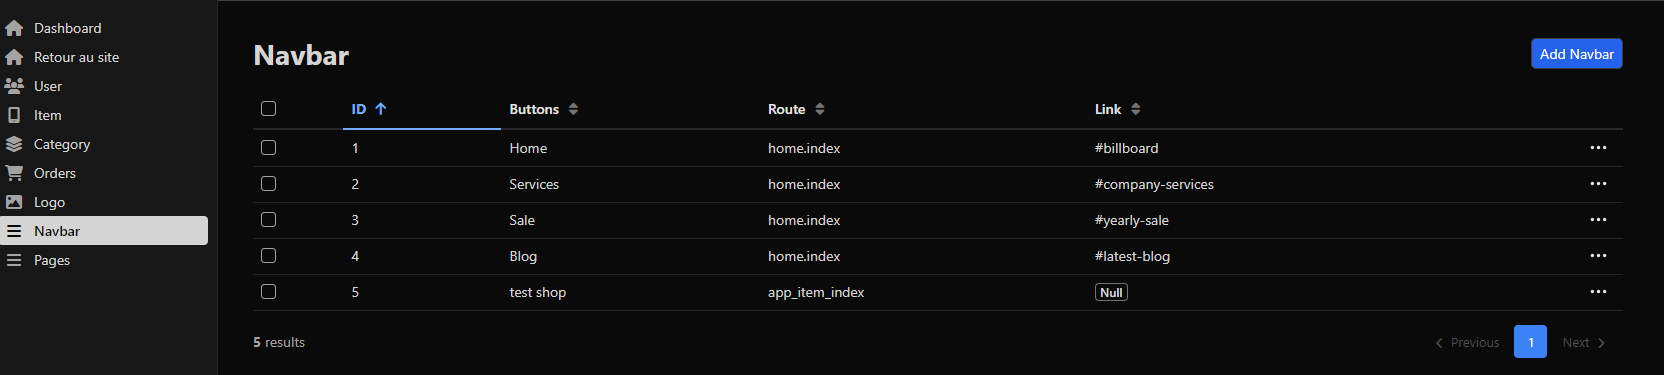 Dashboard
Retour au site
User
Item
Category
Orders
Logo
Navbar
Pages
Navbar
Add Navbar
ID Buttons Route Link
1 Home home.index #billboard
2 Services home.index #company-services
3 Sale home.index #yearly-sale
4 Blog home.index #latest-blog
5 test shop app_item_index Null
5 results
Previous 1 Next